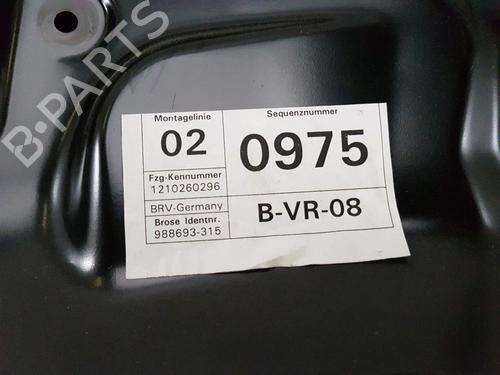 B-PARTS
Montagelinie
02
Sequenznummer
0975
Fzg-Kennummer
1210260296
BRV-Germany
Brose Identnr.
988693-315
B-VR-08